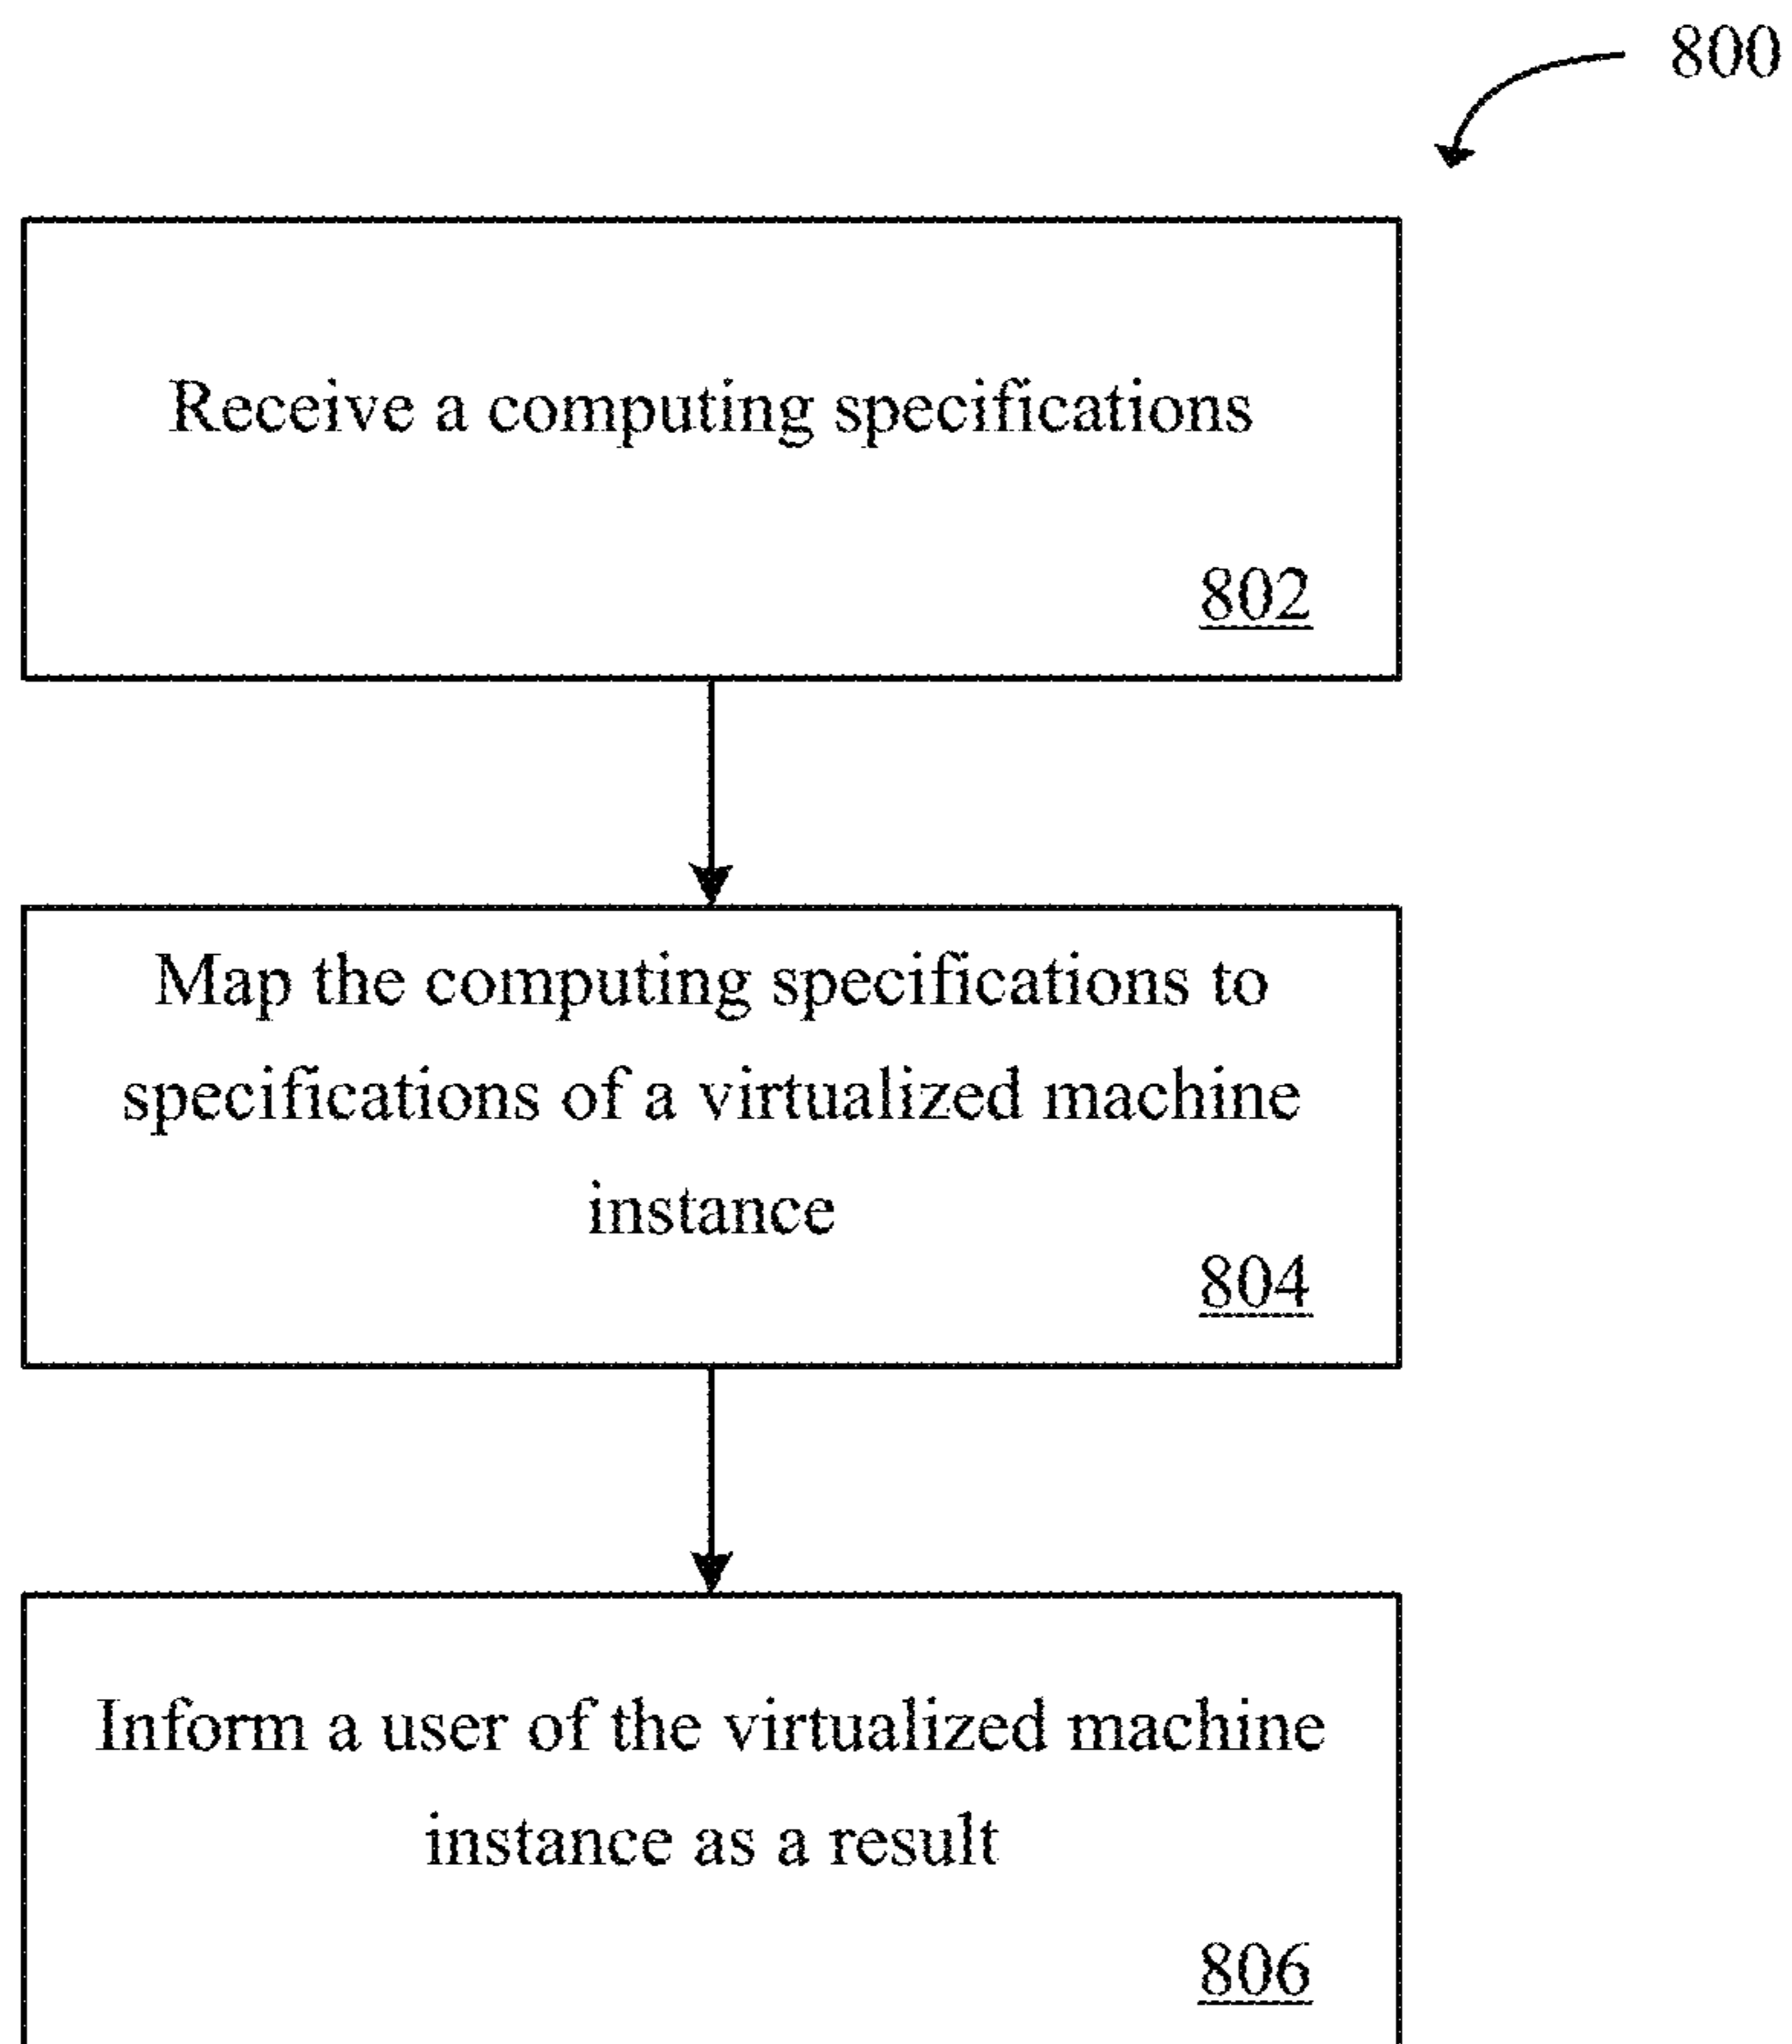 800
Receive a computing specifications
802
Map the computing specifications to
specifications of a virtualized machine
instance
804
Inform a user of the virtualized machine
instance as a result
806